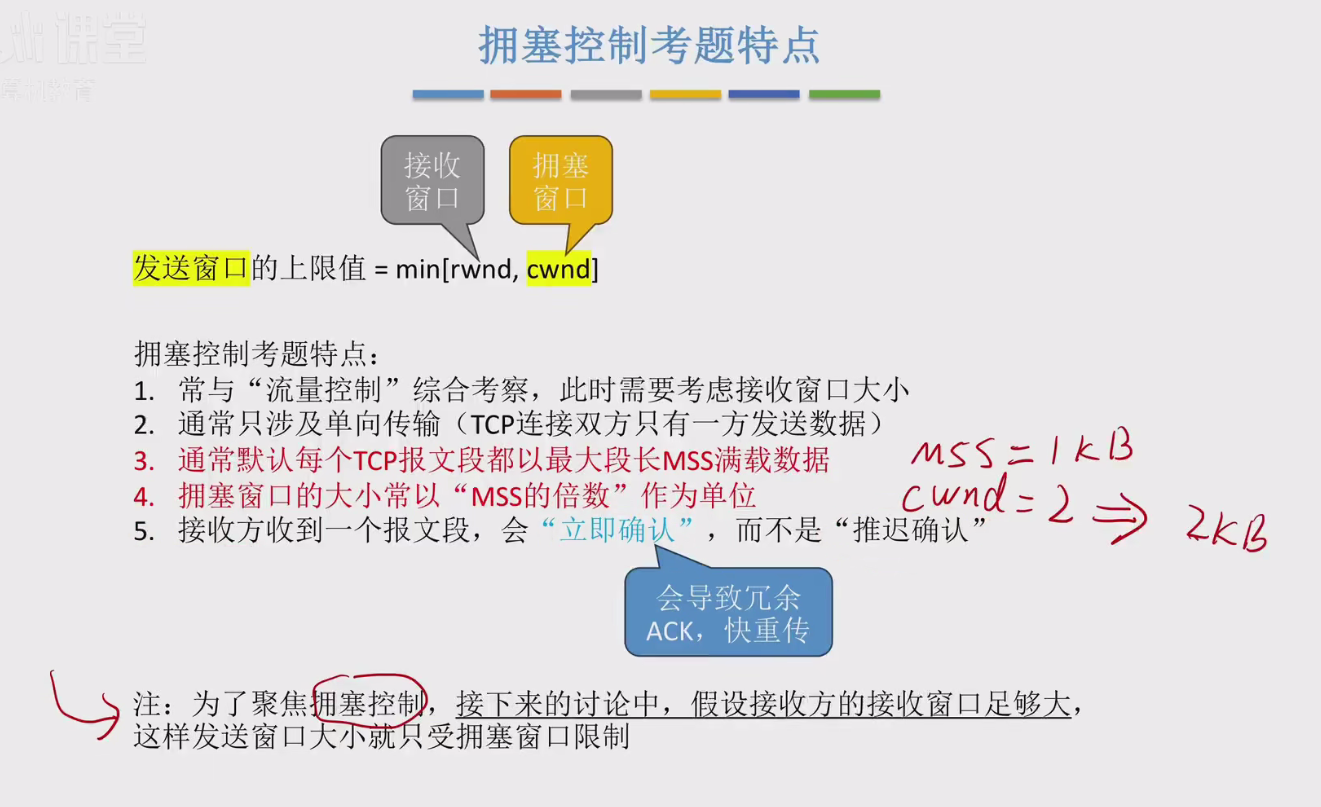 课堂
拥塞控制考题特点
接收
窗口
拥塞
窗口
发送窗口的上限值 = min[rwnd, cwnd]
拥塞控制考题特点：
1. 常与“流量控制”综合考察，此时需要考虑接收窗口大小
2. 通常只涉及单向传输（TCP连接双方只有一方发送数据）
3. 通常默认每个TCP报文段都以最大段长MSS满载数据
4. 拥塞窗口的大小常以“MSS的倍数”作为单位
5. 接收方收到一个报文段，会“立即确认”，而不是“推迟确认”
MSS = 1KB
cwnd = 2 ⇒ 2KB
会导致冗余
ACK，快重传
注：为了聚焦拥塞控制，接下来的讨论中，假设接收方的接收窗口足够大，
这样发送窗口大小就只受拥塞窗口限制